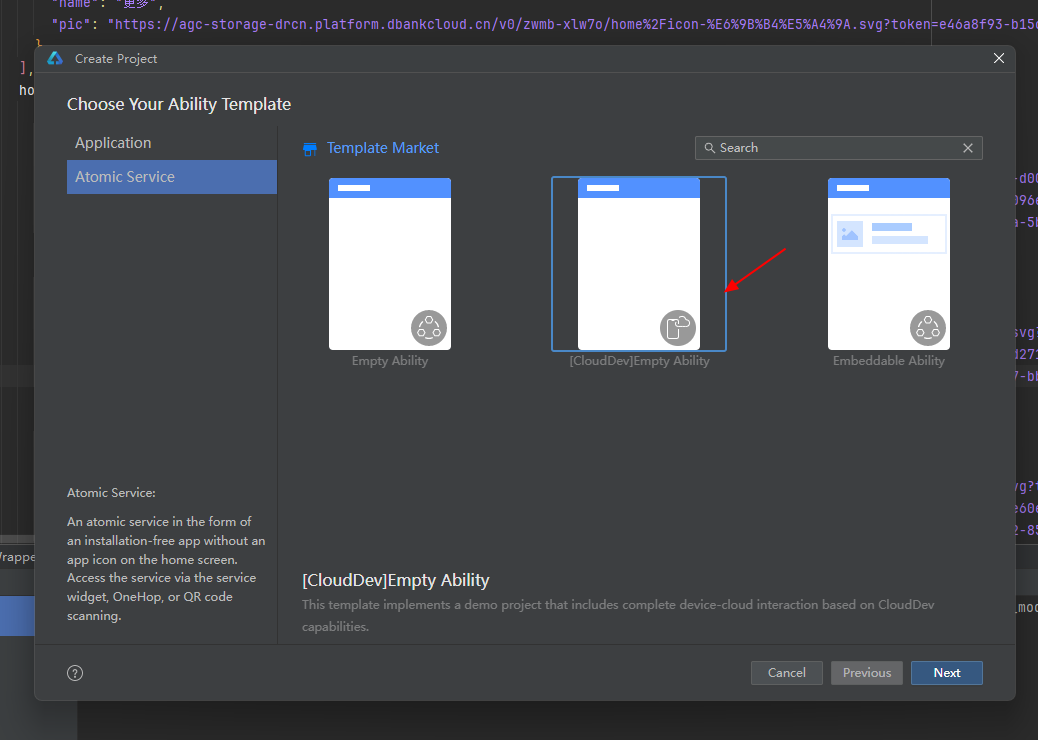 "name": "更多",
"pic": "https://agc-storage-drcn.platform.dbankcloud.cn/v0/zwmb-xlw7o/home%2Ficon-%E6%9B%B4%E5%A4%9A.svg?token=e46a8f93-b15
}
],
ho
Create Project
Choose Your Ability Template
Application
Atomic Service
Template Market
Search
Empty Ability
[CloudDev]Empty Ability
Embeddable Ability
Atomic Service:
An atomic service in the form of
an installation-free app without an
app icon on the home screen.
Access the service via the service
widget, OneHop, or QR code
scanning.
[CloudDev]Empty Ability
This template implements a demo project that includes complete device-cloud interaction based on CloudDev
capabilities.
?
Cancel
Previous
Next